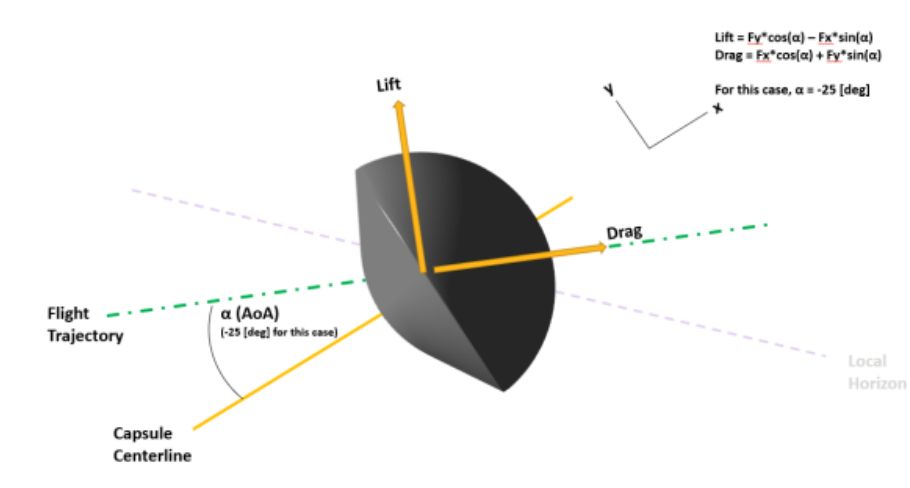 Lift = Fy*cos(α) – Fx*sin(α)
Drag = Fx*cos(α) + Fy*sin(α)
For this case, α = -25 [deg]
y
x
Lift
Drag
Flight
Trajectory
α (AoA)
(-25 [deg] for this case)
Local
Horizon
Capsule
Centerline